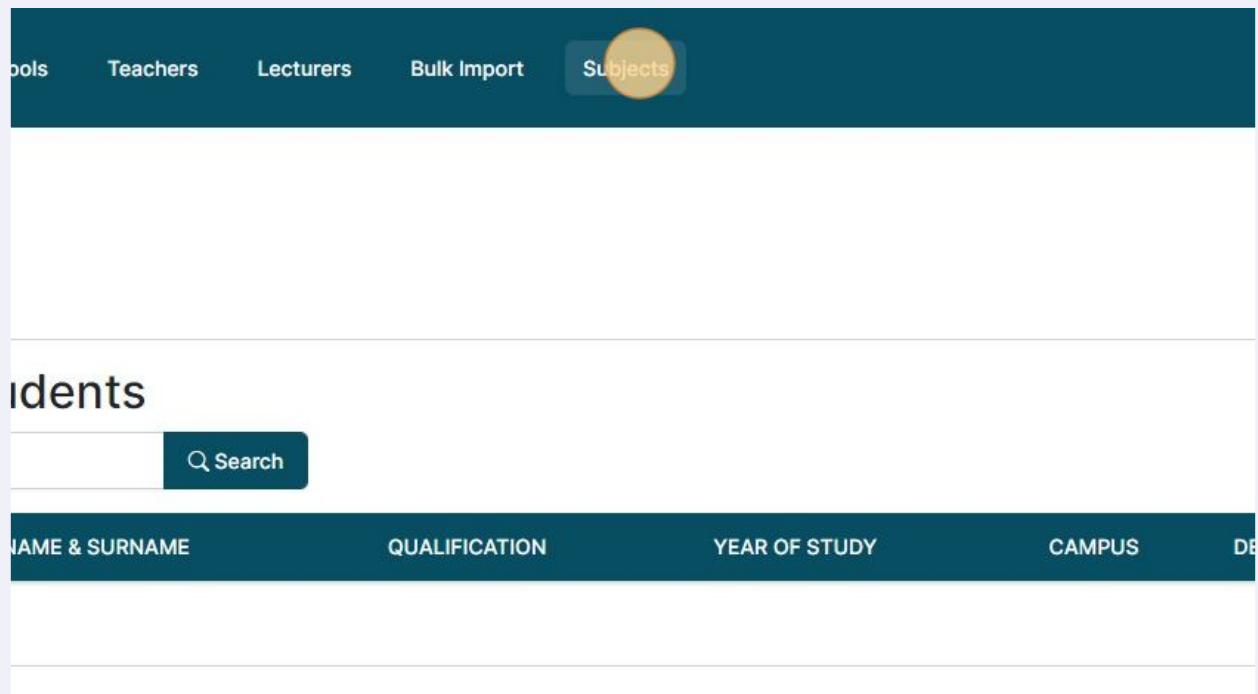 ools Teachers Lecturers Bulk Import Subjects
udents
Search
NAME & SURNAME QUALIFICATION YEAR OF STUDY CAMPUS DE